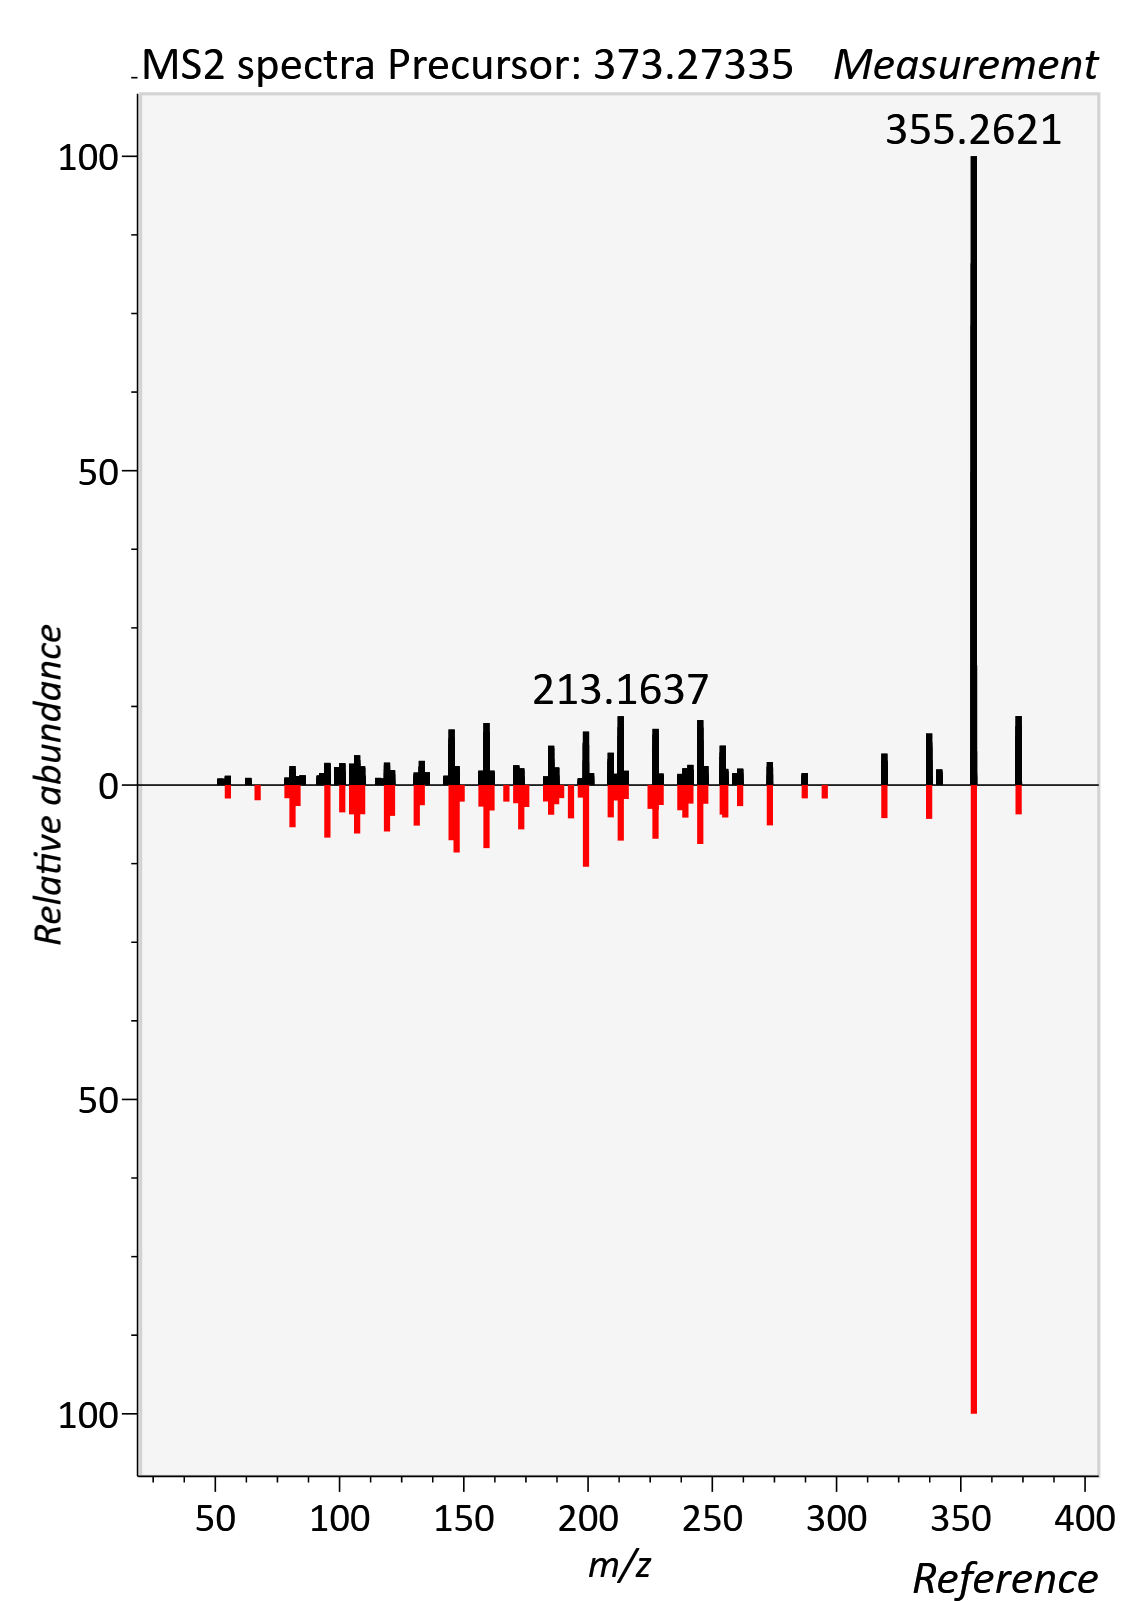 MS2 spectra Precursor: 373.27335 Measurement
355.2621
100
50
213.1637
0
Relative abundance
50
100
50 100 150 200 250 300 350 400
m/z
Reference